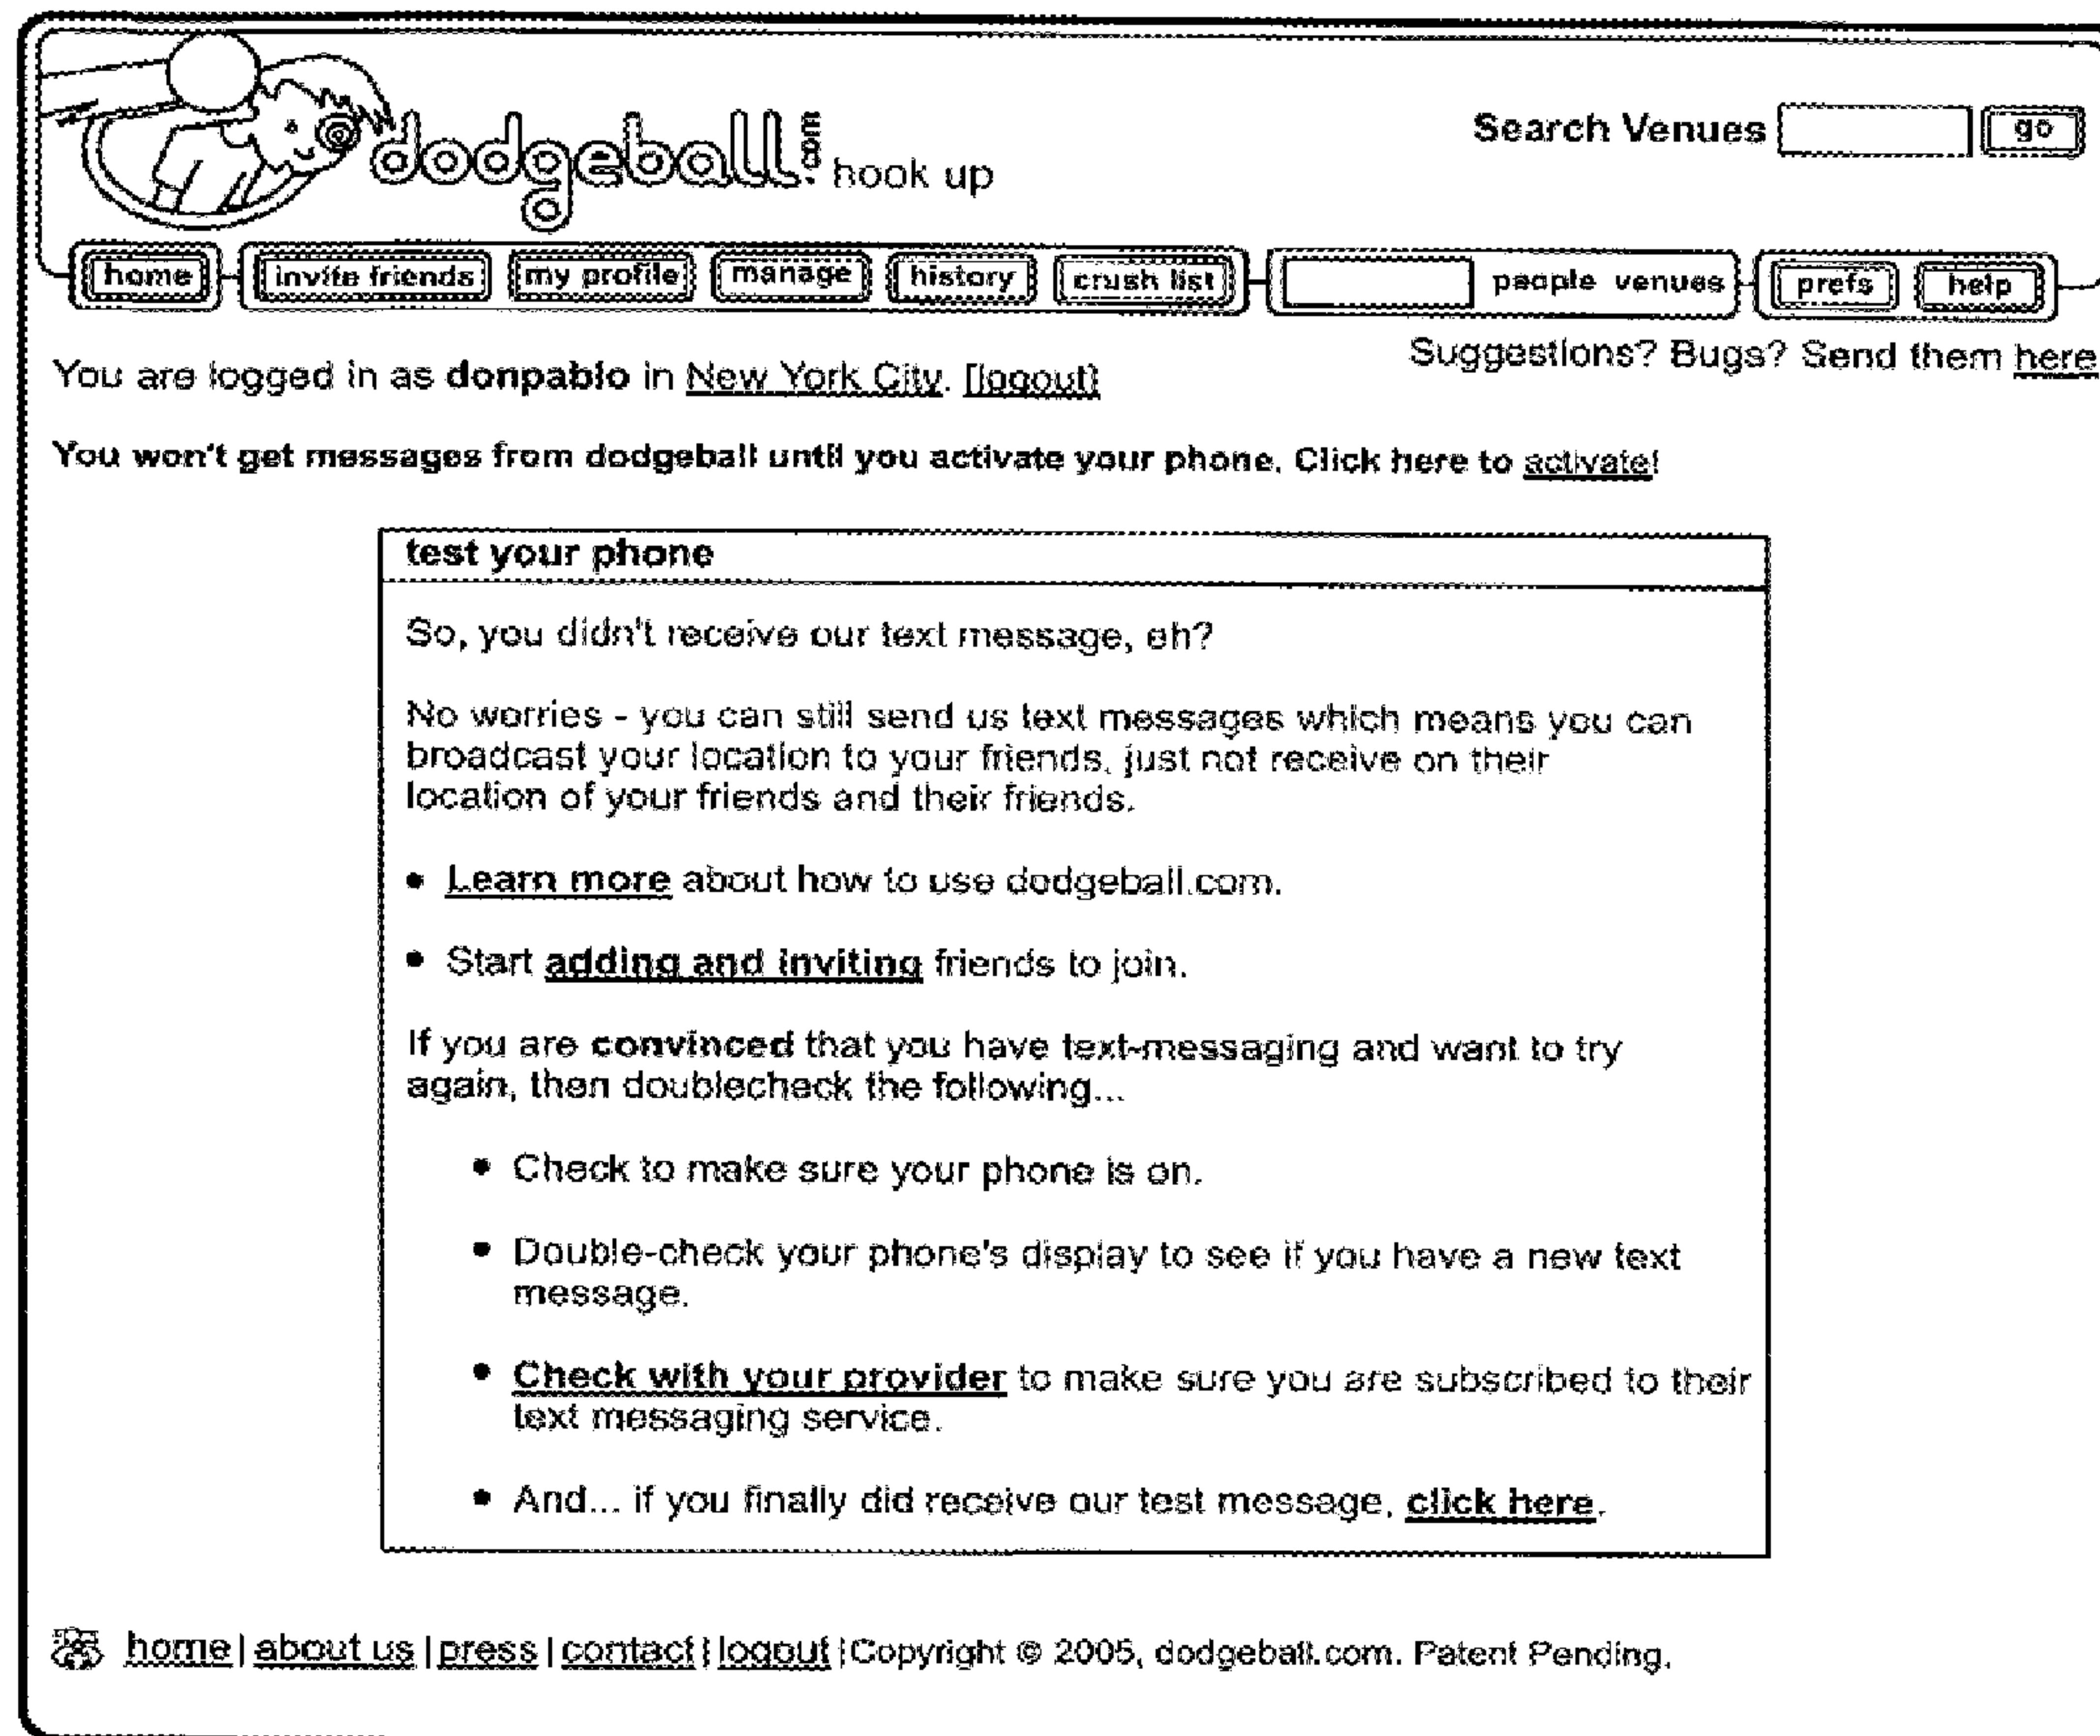 dodgeball.com hook up
Search Venues go
home invite friends my profile manage history crush list people venues prefs help
Suggestions? Bugs? Send them here
You are logged in as donpablo in New York City. [logout]
You won't get messages from dodgeball until you activate your phone. Click here to activate!
test your phone
So, you didn't receive our text message, eh?
No worries - you can still send us text messages which means you can
broadcast your location to your friends, just not receive on their
location of your friends and their friends.
• Learn more about how to use dodgeball.com.
• Start adding and inviting friends to join.
If you are convinced that you have text-messaging and want to try
again, then doublecheck the following...
• Check to make sure your phone is on.
• Double-check your phone's display to see if you have a new text
message.
• Check with your provider to make sure you are subscribed to their
text messaging service.
• And... if you finally did receive our test message, click here.
home | about us | press | contact | logout | Copyright © 2005, dodgeball.com. Patent Pending.